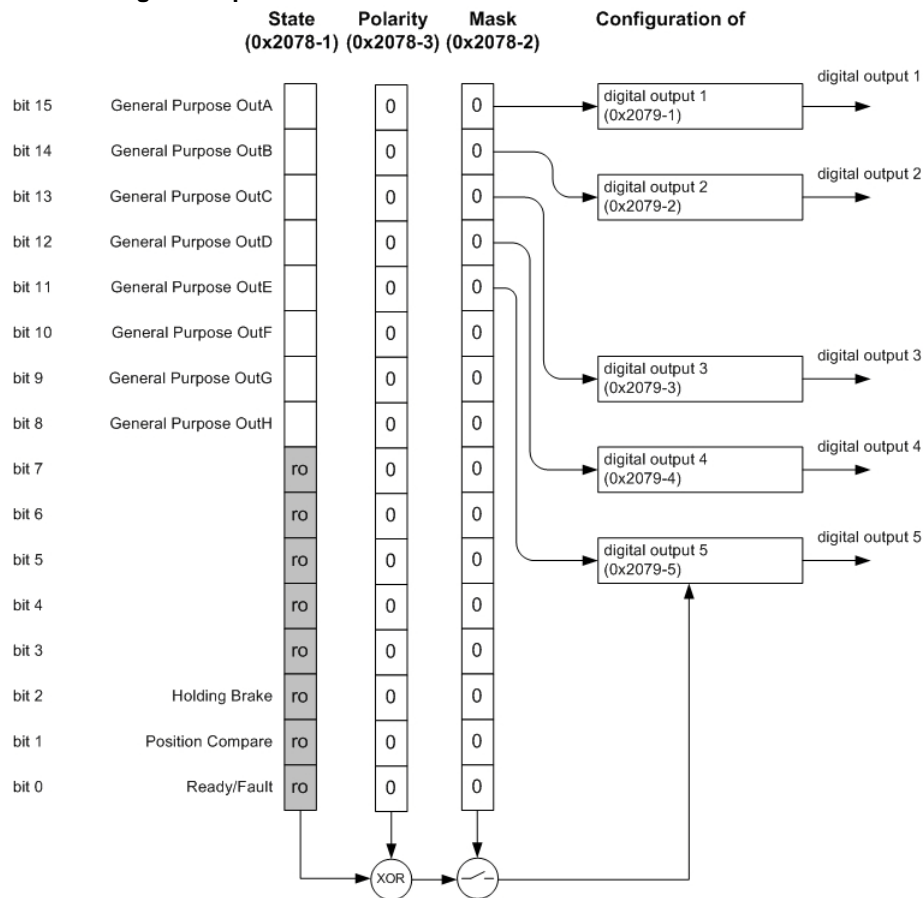 State Polarity Mask Configuration of
(0x2078-1) (0x2078-3) (0x2078-2)
digital output 1
bit 15 General Purpose OutA 0 0 digital output 1
(0x2079-1)
bit 14 General Purpose OutB 0 0
digital output 2
digital output 2
(0x2079-2)
bit 13 General Purpose OutC 0 0
bit 12 General Purpose OutD 0 0
bit 11 General Purpose OutE 0 0
bit 10 General Purpose OutF 0 0
digital output 3
bit 9 General Purpose OutG 0 0 digital output 3
(0x2079-3)
bit 8 General Purpose OutH 0 0
digital output 4
bit 7 ro 0 0 digital output 4
(0x2079-4)
bit 6 ro 0 0
digital output 5
bit 5 ro 0 0 digital output 5
(0x2079-5)
bit 4 ro 0 0
bit 3 ro 0 0
bit 2 Holding Brake ro 0 0
bit 1 Position Compare ro 0 0
bit 0 Ready/Fault ro 0 0
XOR